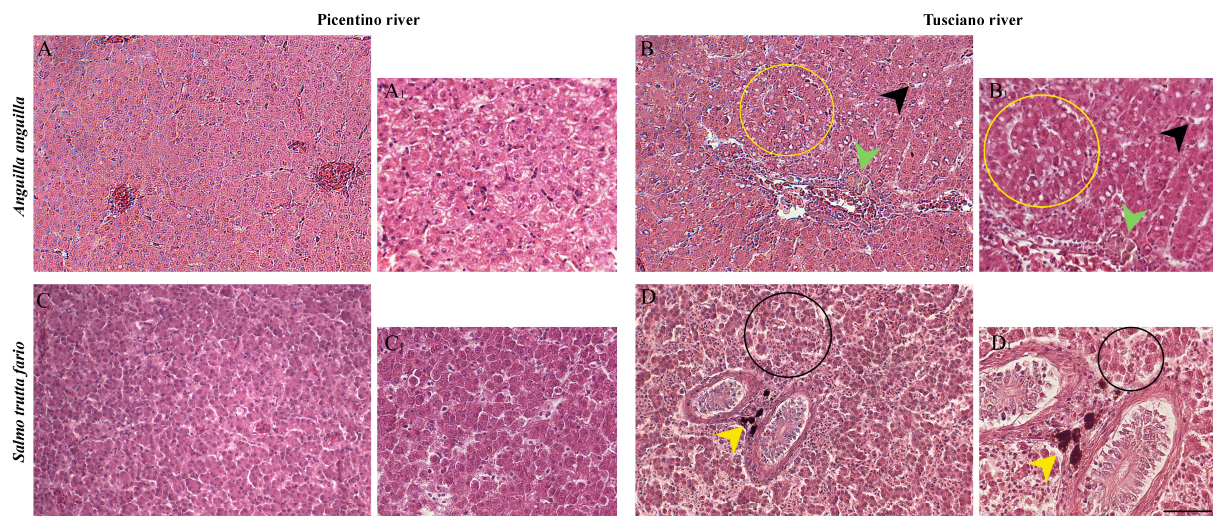 Picentino river
Tusciano river
Anguilla anguilla
A
A1
B
B1
Salmo trutta fario
C
C1
D
D1